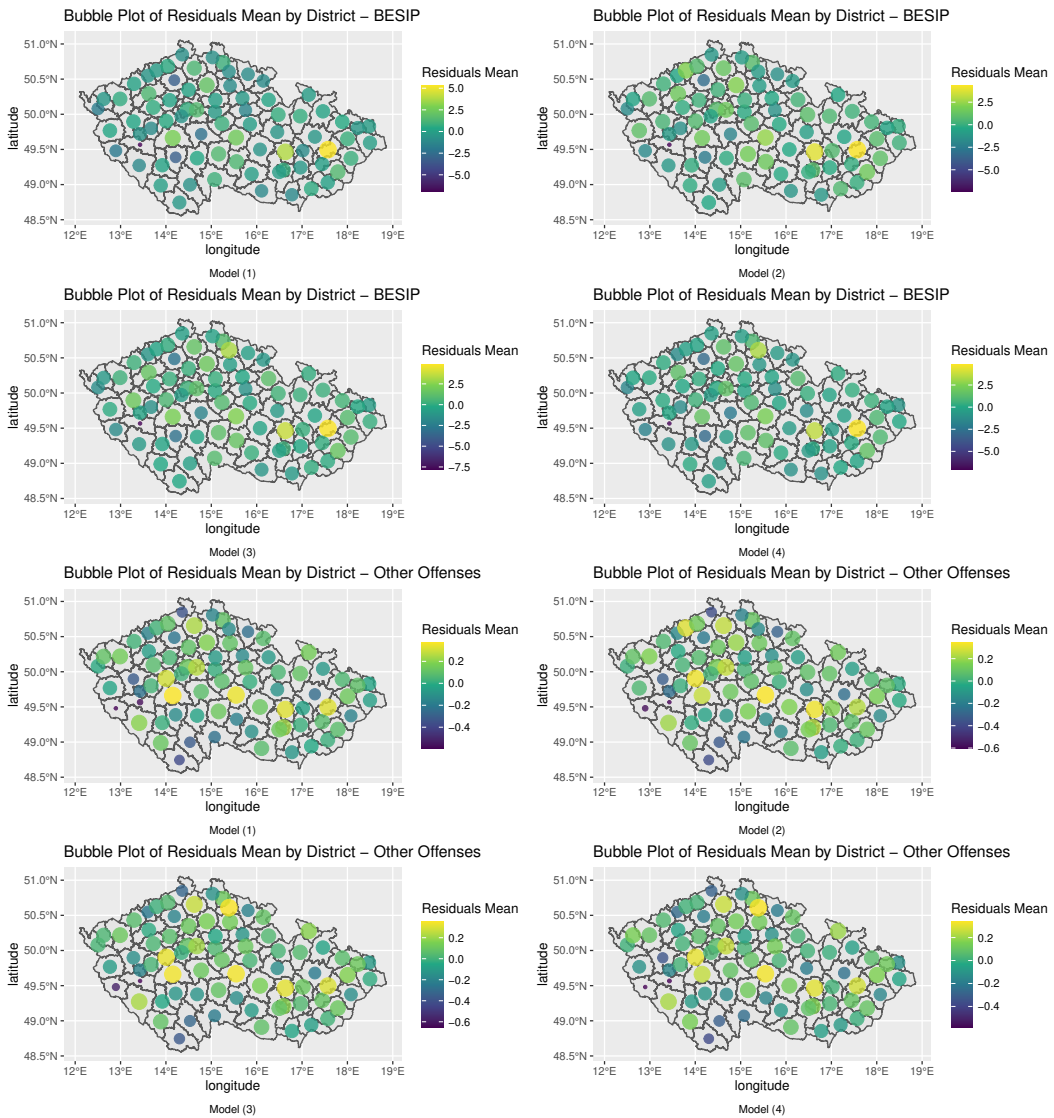 Bubble Plot of Residuals Mean by District – BESIP
51.0°N
50.5°N
50.0°N
49.5°N
49.0°N
48.5°N
latitude
12°E 13°E 14°E 15°E 16°E 17°E 18°E 19°E
longitude
Residuals Mean
5.0
2.5
0.0
−2.5
−5.0
Model (1)
Bubble Plot of Residuals Mean by District – BESIP
51.0°N
50.5°N
50.0°N
49.5°N
49.0°N
48.5°N
latitude
12°E 13°E 14°E 15°E 16°E 17°E 18°E 19°E
longitude
Residuals Mean
2.5
0.0
−2.5
−5.0
Model (2)
Bubble Plot of Residuals Mean by District – BESIP
51.0°N
50.5°N
50.0°N
49.5°N
49.0°N
48.5°N
latitude
12°E 13°E 14°E 15°E 16°E 17°E 18°E 19°E
longitude
Residuals Mean
2.5
0.0
−2.5
−5.0
−7.5
Model (3)
Bubble Plot of Residuals Mean by District – BESIP
51.0°N
50.5°N
50.0°N
49.5°N
49.0°N
48.5°N
latitude
12°E 13°E 14°E 15°E 16°E 17°E 18°E 19°E
longitude
Residuals Mean
2.5
0.0
−2.5
−5.0
Model (4)
Bubble Plot of Residuals Mean by District – Other Offenses
51.0°N
50.5°N
50.0°N
49.5°N
49.0°N
48.5°N
latitude
12°E 13°E 14°E 15°E 16°E 17°E 18°E 19°E
longitude
Residuals Mean
0.2
0.0
−0.2
−0.4
Model (1)
Bubble Plot of Residuals Mean by District – Other Offenses
51.0°N
50.5°N
50.0°N
49.5°N
49.0°N
48.5°N
latitude
12°E 13°E 14°E 15°E 16°E 17°E 18°E 19°E
longitude
Residuals Mean
0.2
0.0
−0.2
−0.4
−0.6
Model (2)
Bubble Plot of Residuals Mean by District – Other Offenses
51.0°N
50.5°N
50.0°N
49.5°N
49.0°N
48.5°N
latitude
12°E 13°E 14°E 15°E 16°E 17°E 18°E 19°E
longitude
Residuals Mean
0.2
0.0
−0.2
−0.4
−0.6
Model (3)
Bubble Plot of Residuals Mean by District – Other Offenses
51.0°N
50.5°N
50.0°N
49.5°N
49.0°N
48.5°N
latitude
12°E 13°E 14°E 15°E 16°E 17°E 18°E 19°E
longitude
Residuals Mean
0.2
0.0
−0.2
−0.4
Model (4)